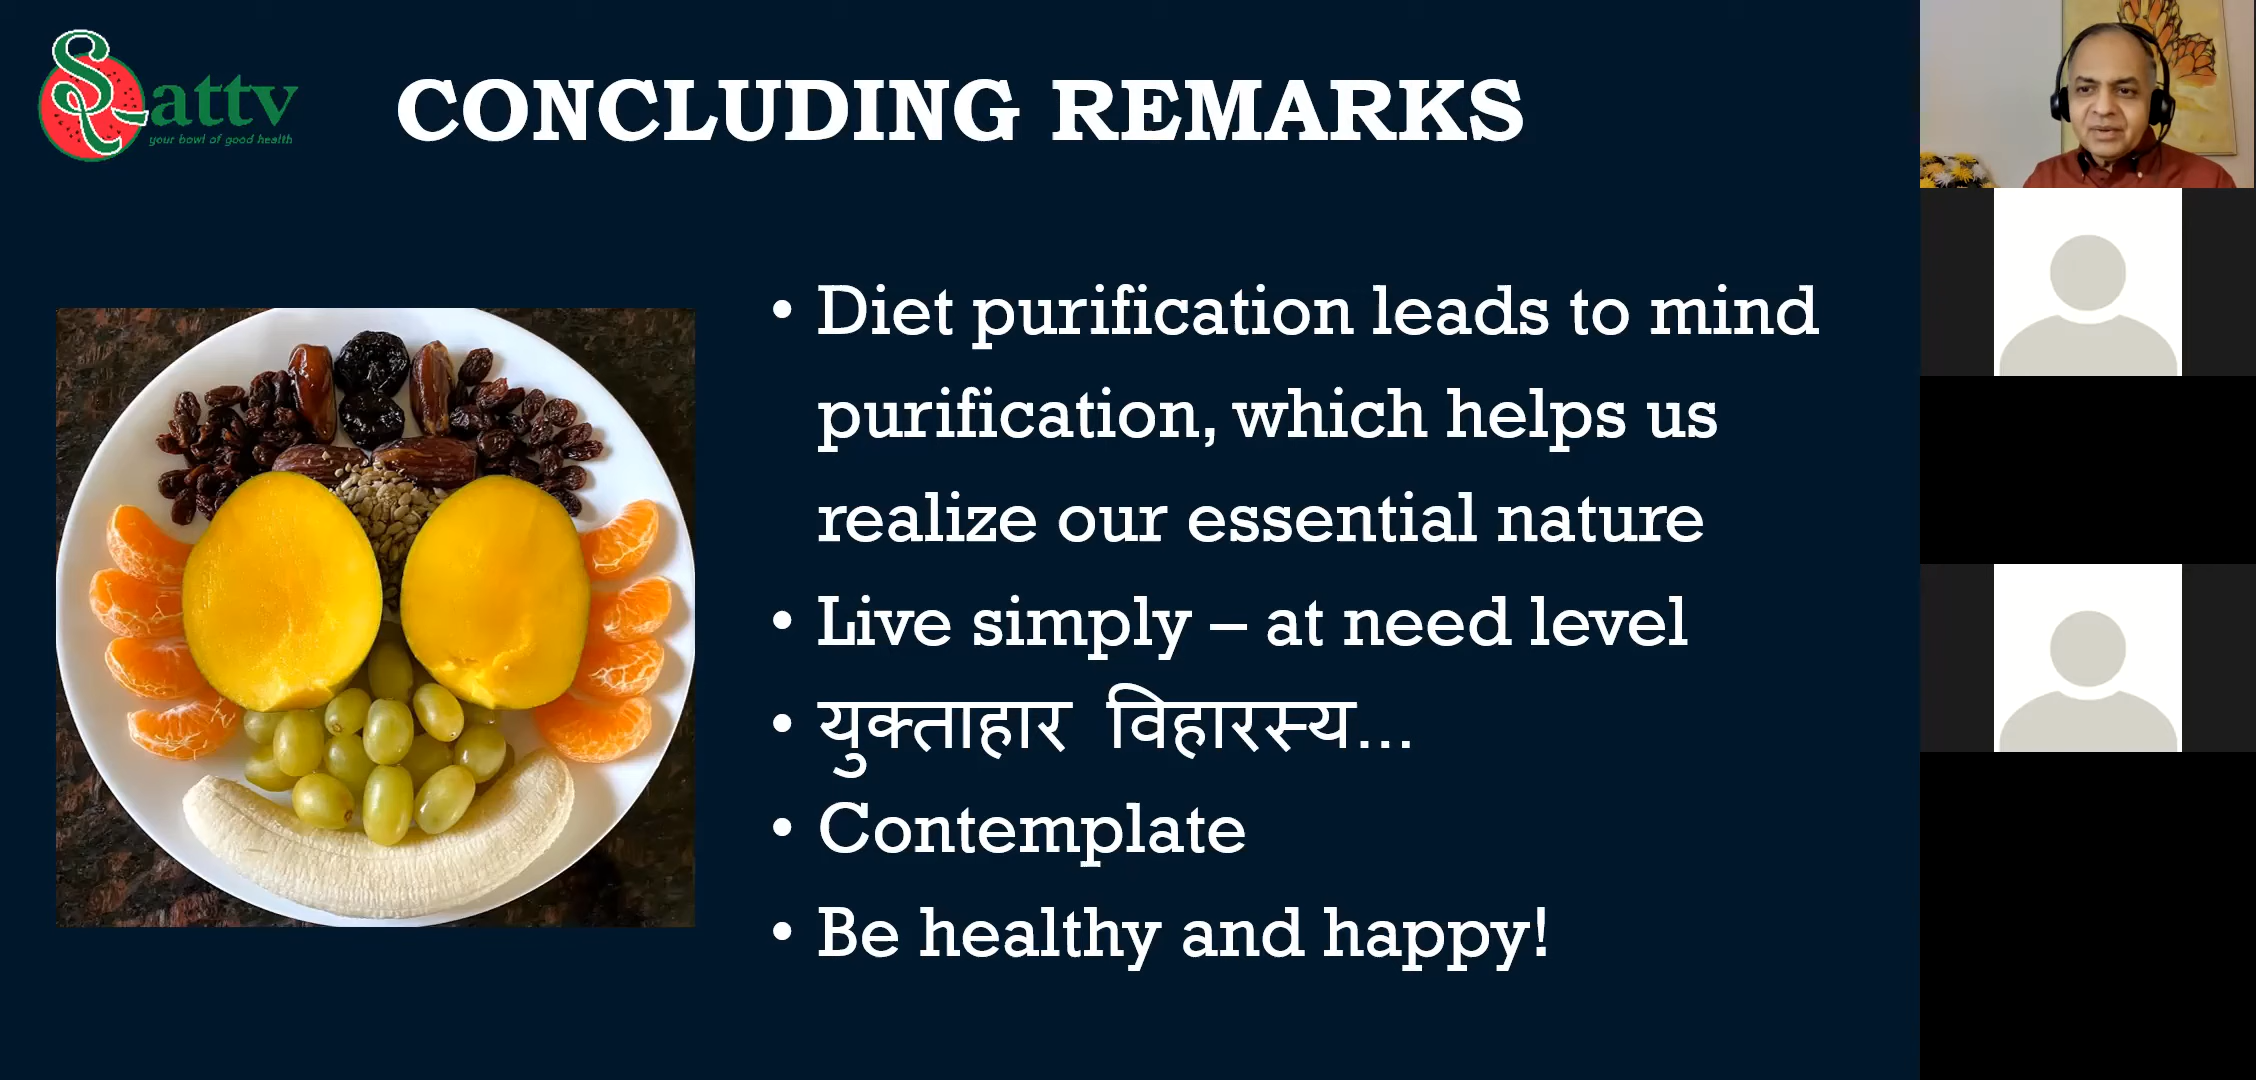 Sattv
your bowl of good health
CONCLUDING REMARKS
• Diet purification leads to mind
purification, which helps us
realize our essential nature
• Live simply – at need level
• युक्ताहार विहारस्य...
• Contemplate
• Be healthy and happy!